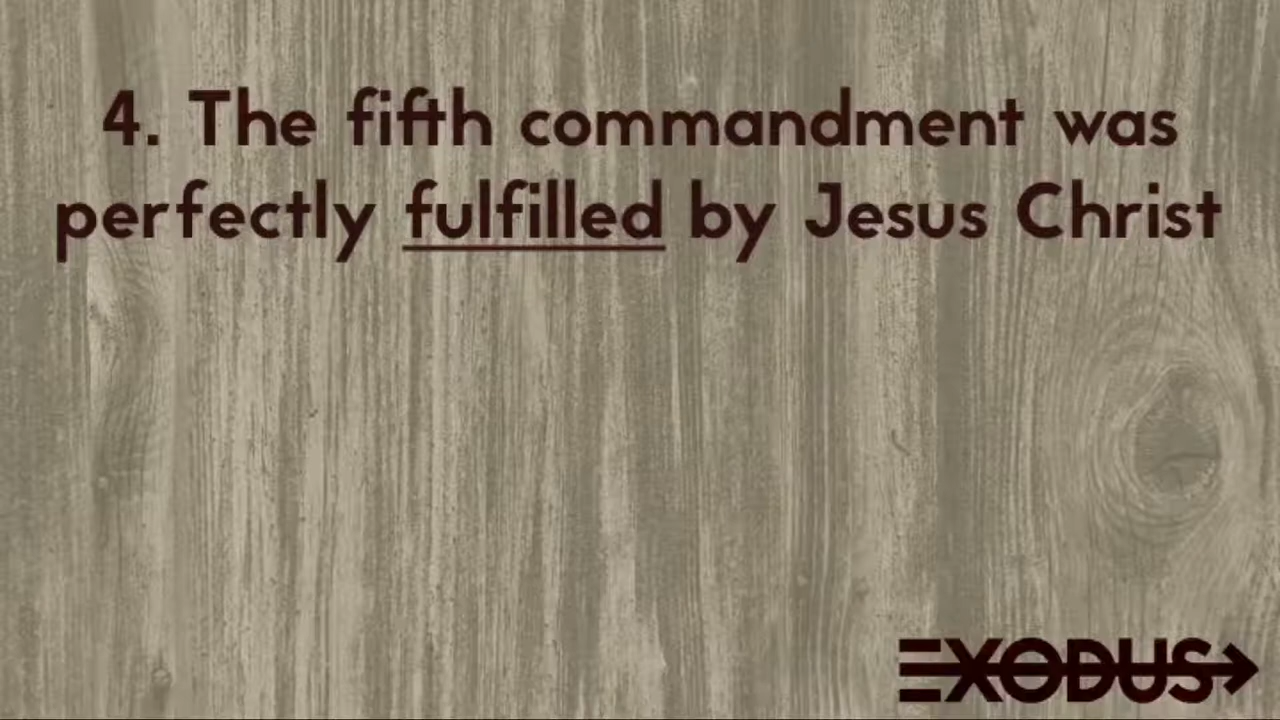 4. The fifth commandment was
perfectly fulfilled by Jesus Christ
EXODUS